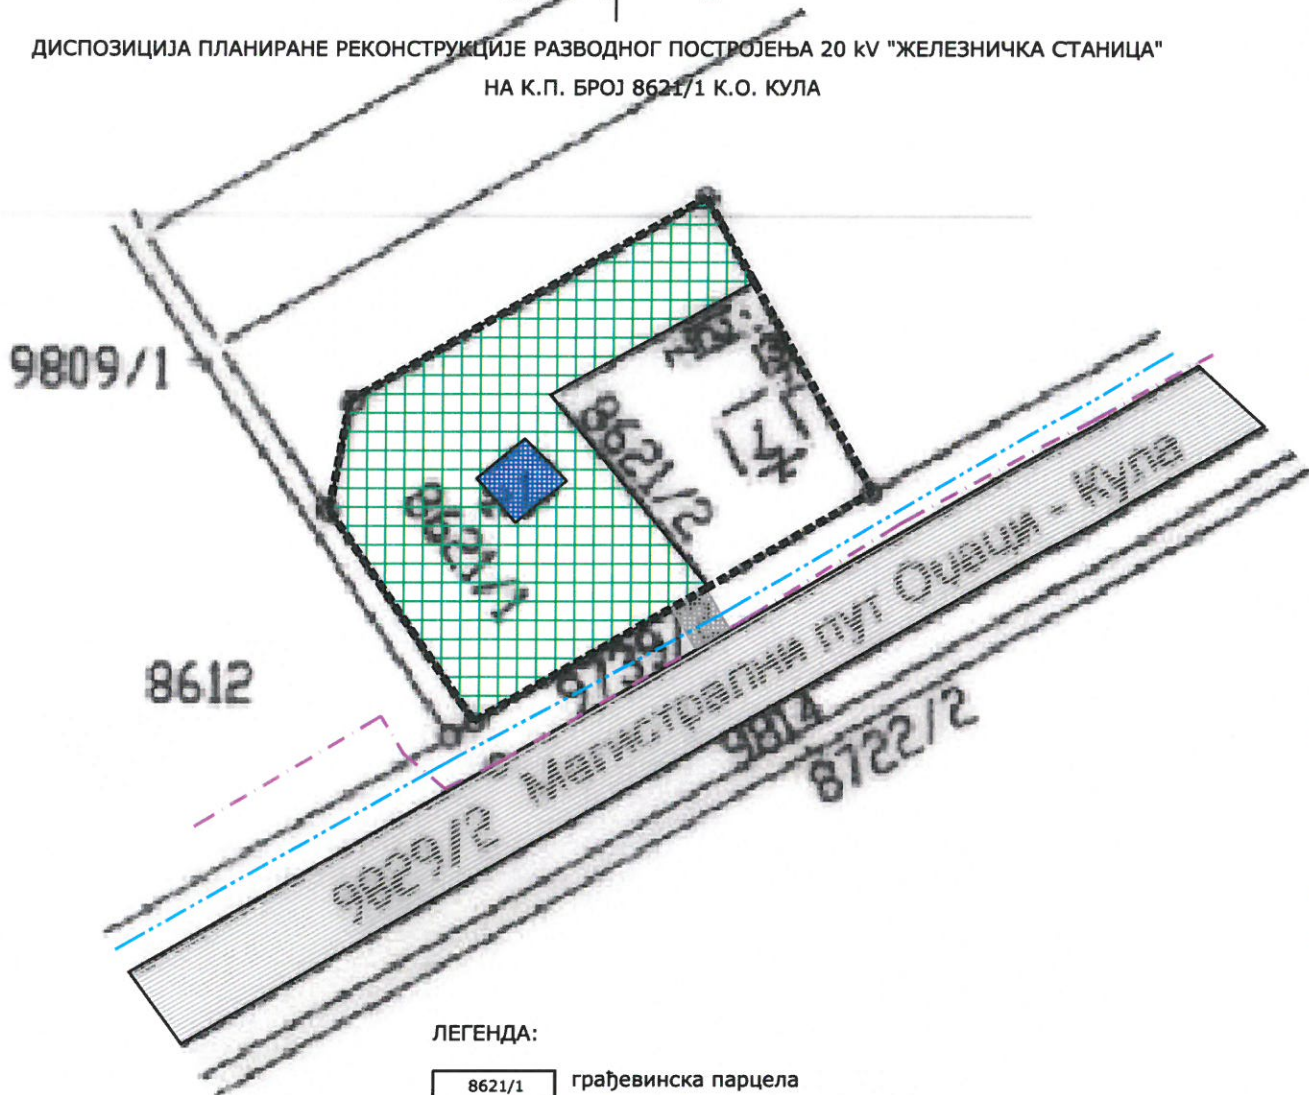 ДИСПОЗИЦИЈА ПЛАНИРАНЕ РЕКОНСТРУКЦИЈЕ РАЗВОДНОГ ПОСТРОЈЕЊА 20 kV "ЖЕЛЕЗНИЧКА СТАНИЦА"
НА К.П. БРОЈ 8621/1 К.О. КУЛА
9809/1
8621/2
8621/1
8612
9739/
9814
8722/2
9829/2 Магистрални пут Оџаци - Кула
ЛЕГЕНДА:
8621/1 грађевинска парцела